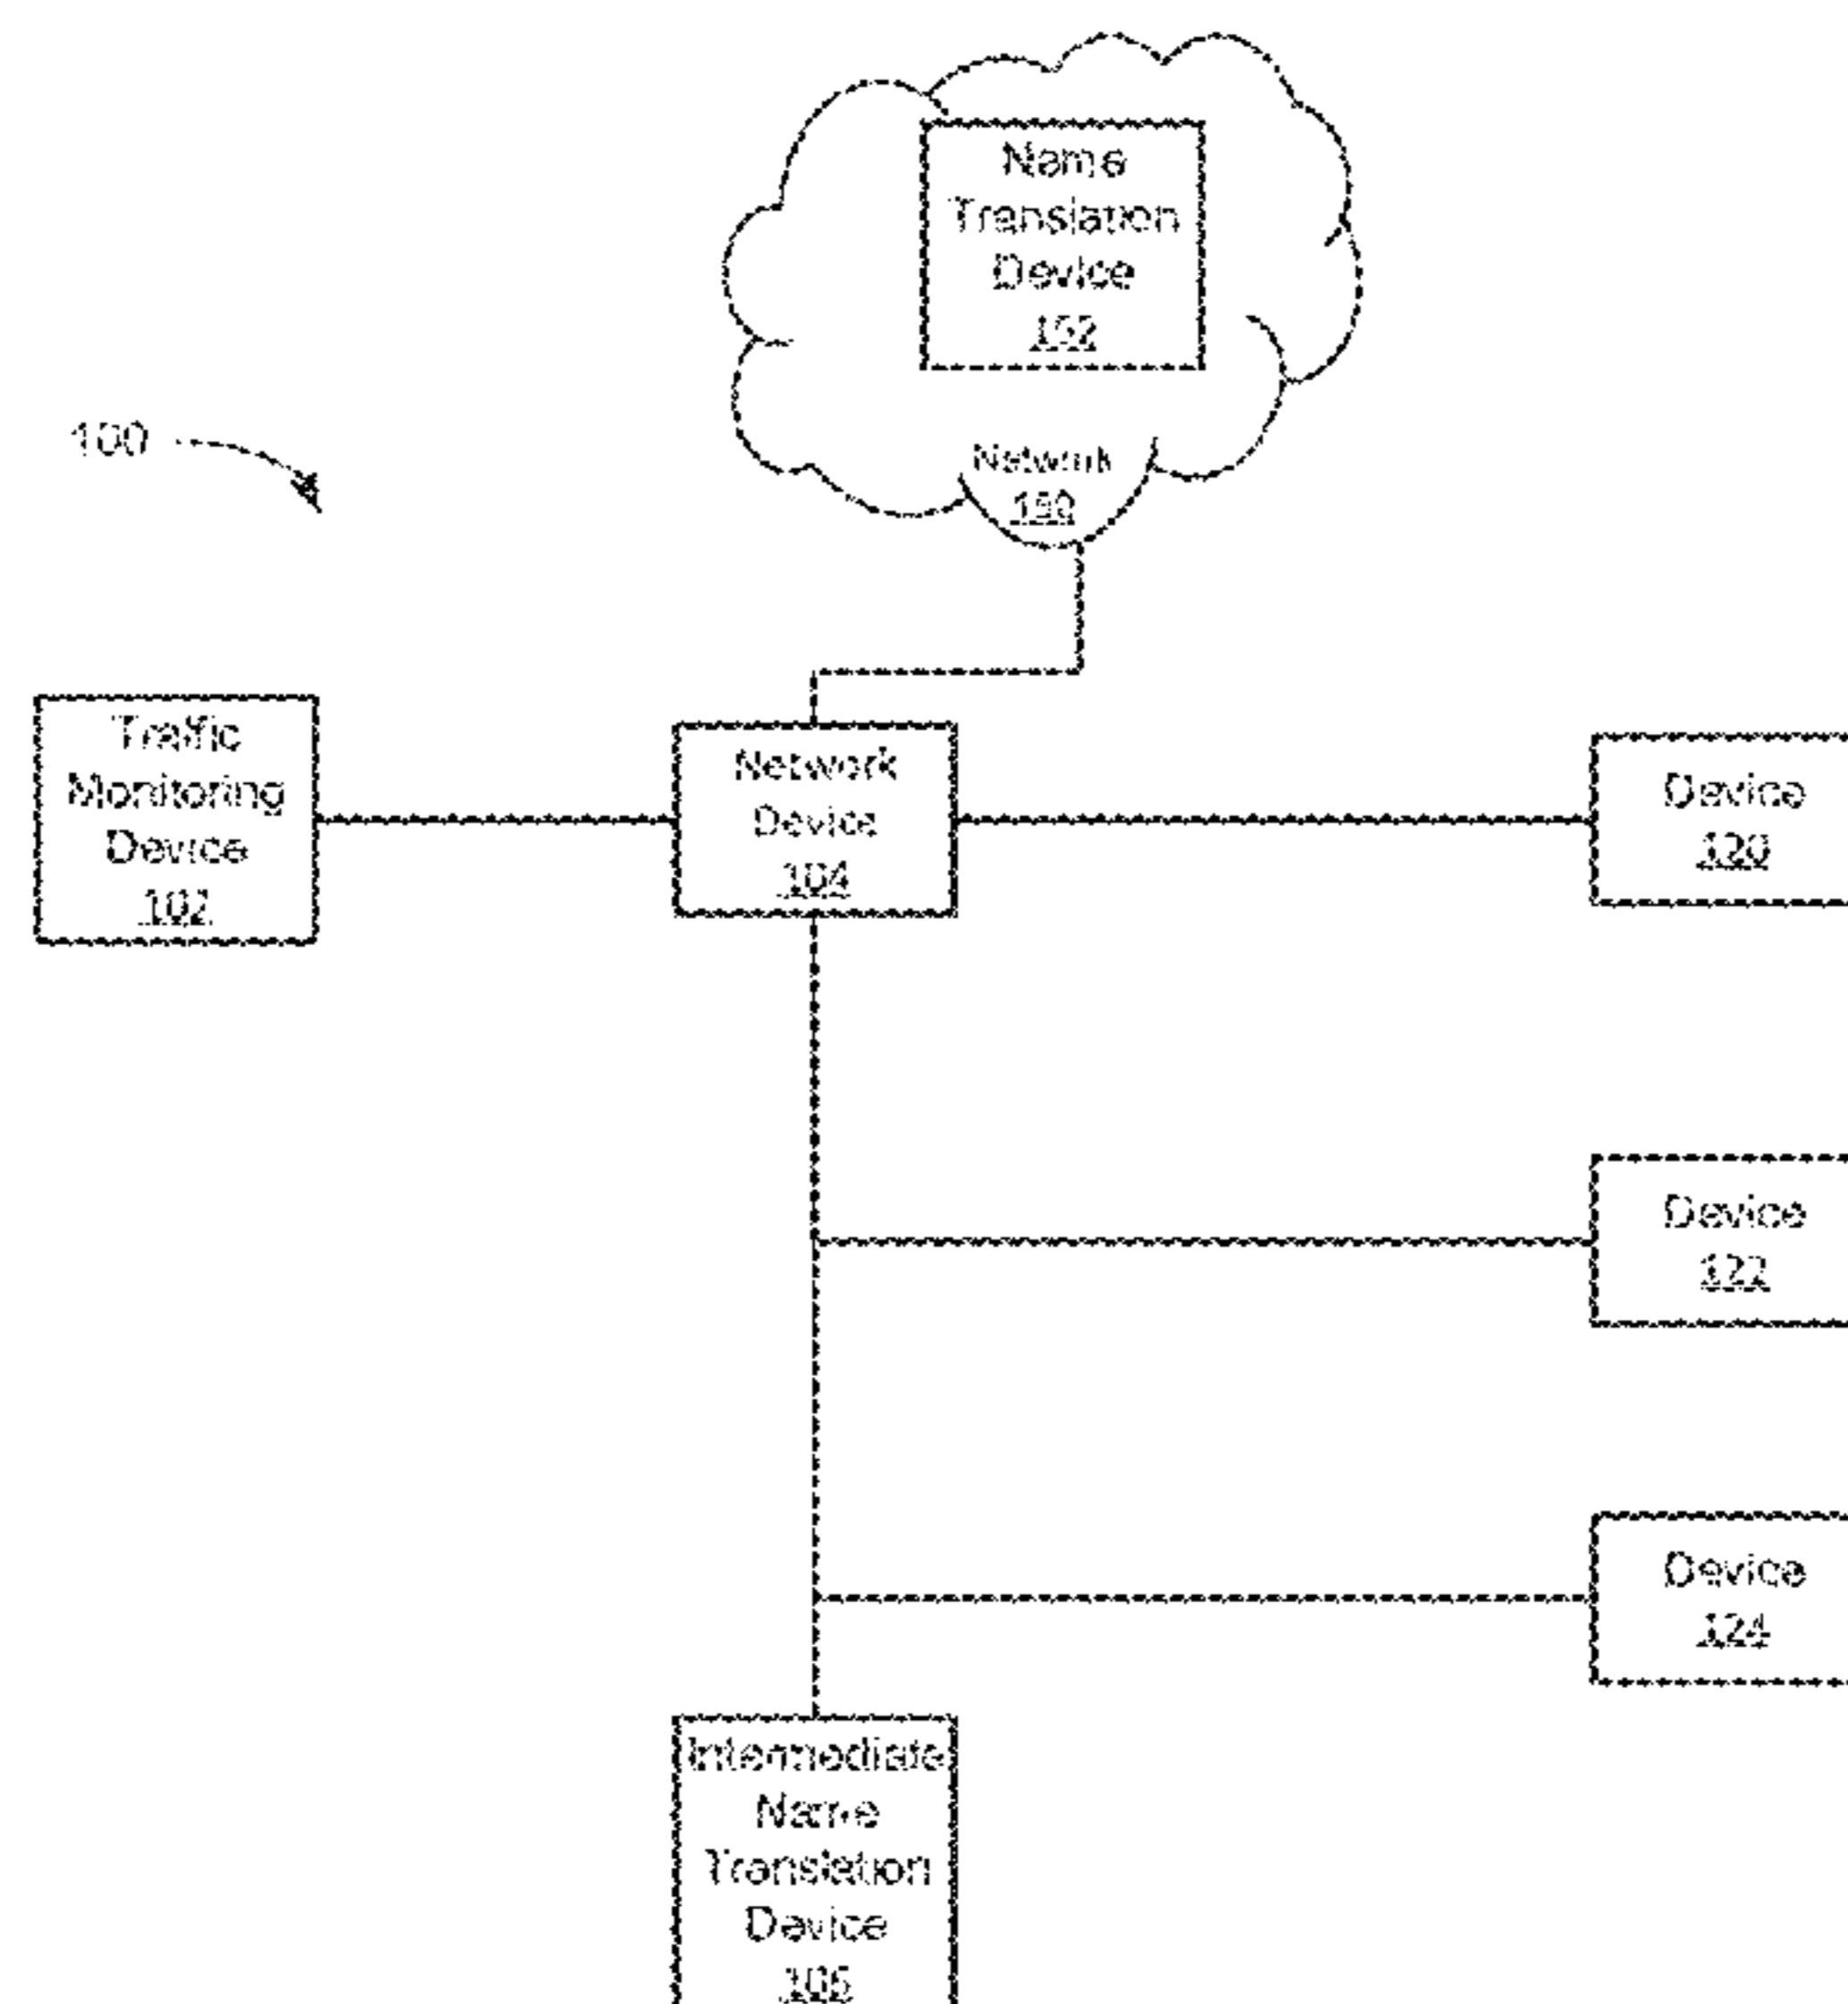 Name
Translation
Device
152
Network
150
100
Traffic
Monitoring
Device
102
Network
Device
104
Device
120
Device
122
Device
124
Intermediate
Name
Translation
Device